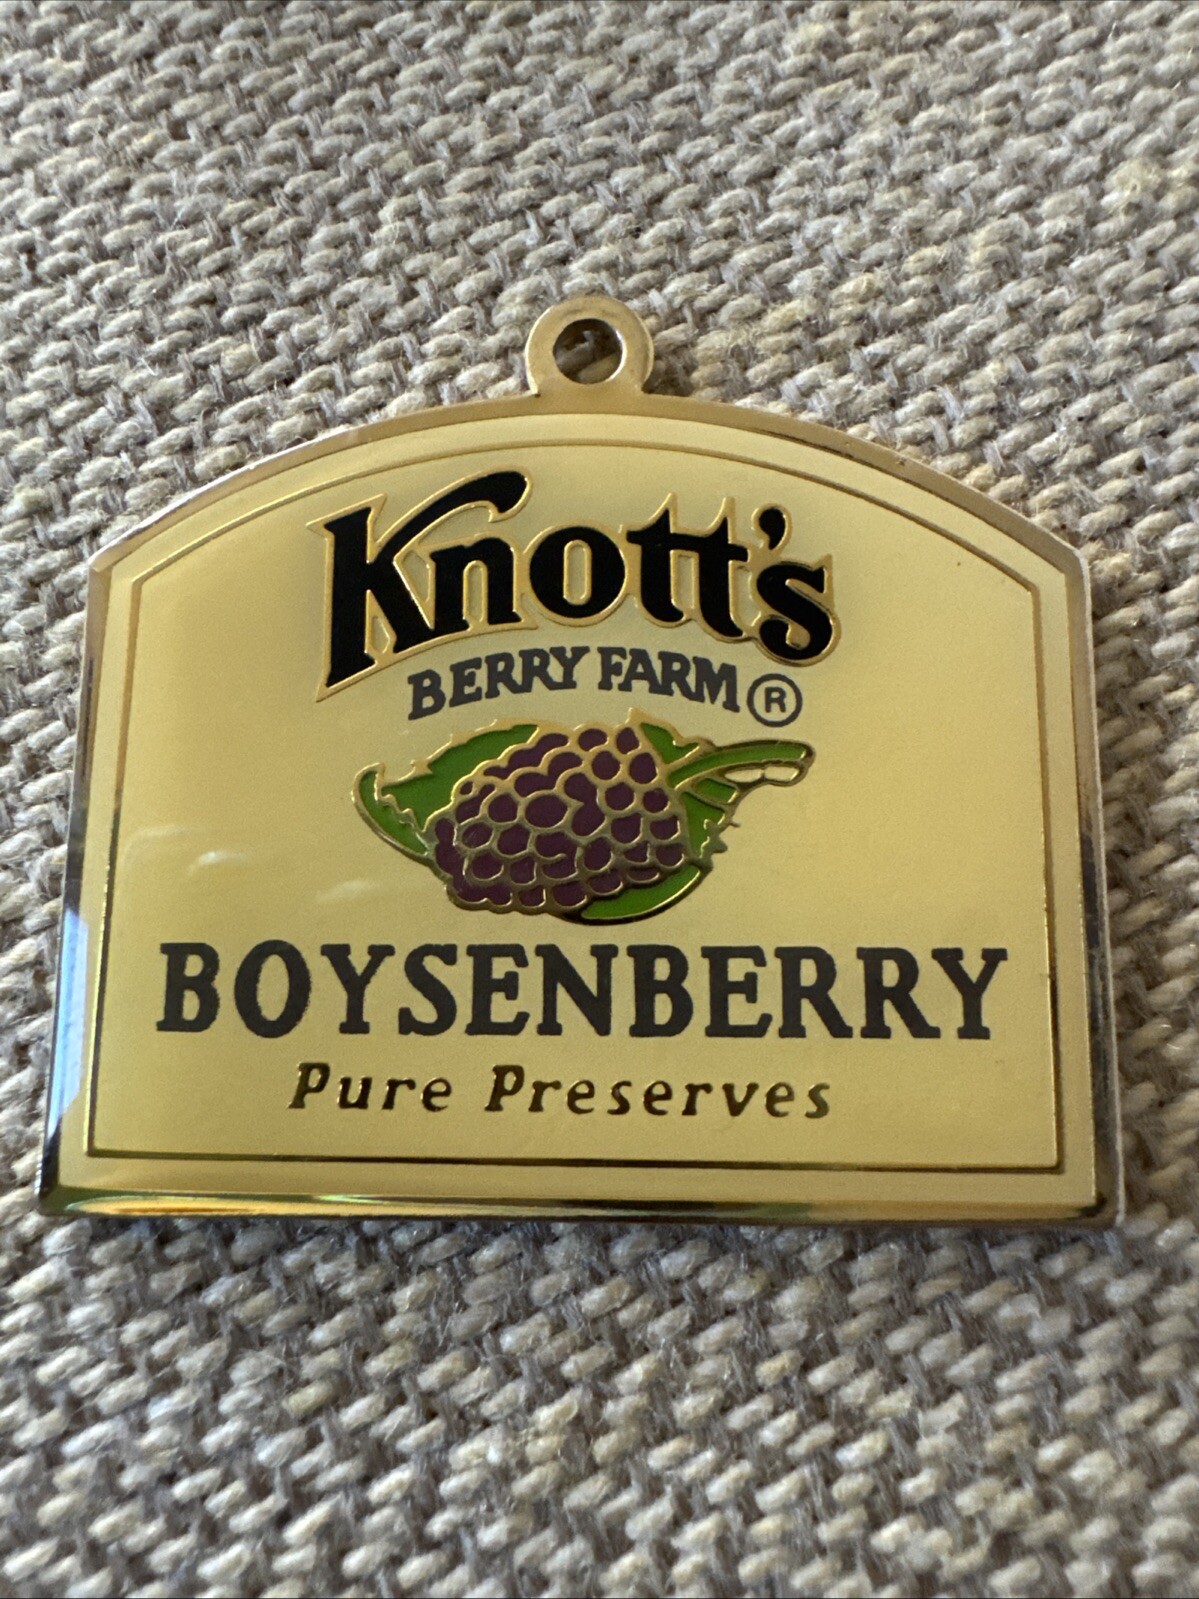 Knott's
BERRY FARM®
BOYSENBERRY
Pure Preserves